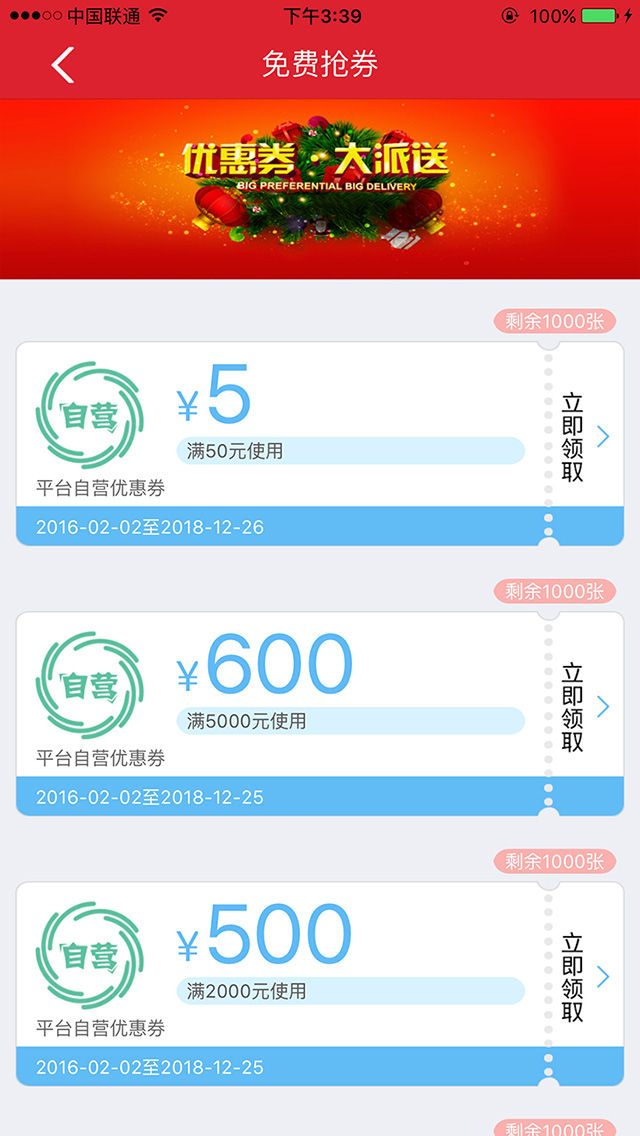 中国联通 下午3:39 100%
免费抢券
优惠券·大派送
BIG PREFERENTIAL BIG DELIVERY
剩余1000张
自营
¥5
满50元使用
平台自营优惠券
立即领取
2016-02-02至2018-12-26
剩余1000张
自营
¥600
满5000元使用
平台自营优惠券
立即领取
2016-02-02至2018-12-25
剩余1000张
自营
¥500
满2000元使用
平台自营优惠券
立即领取
2016-02-02至2018-12-25
剩余1000张